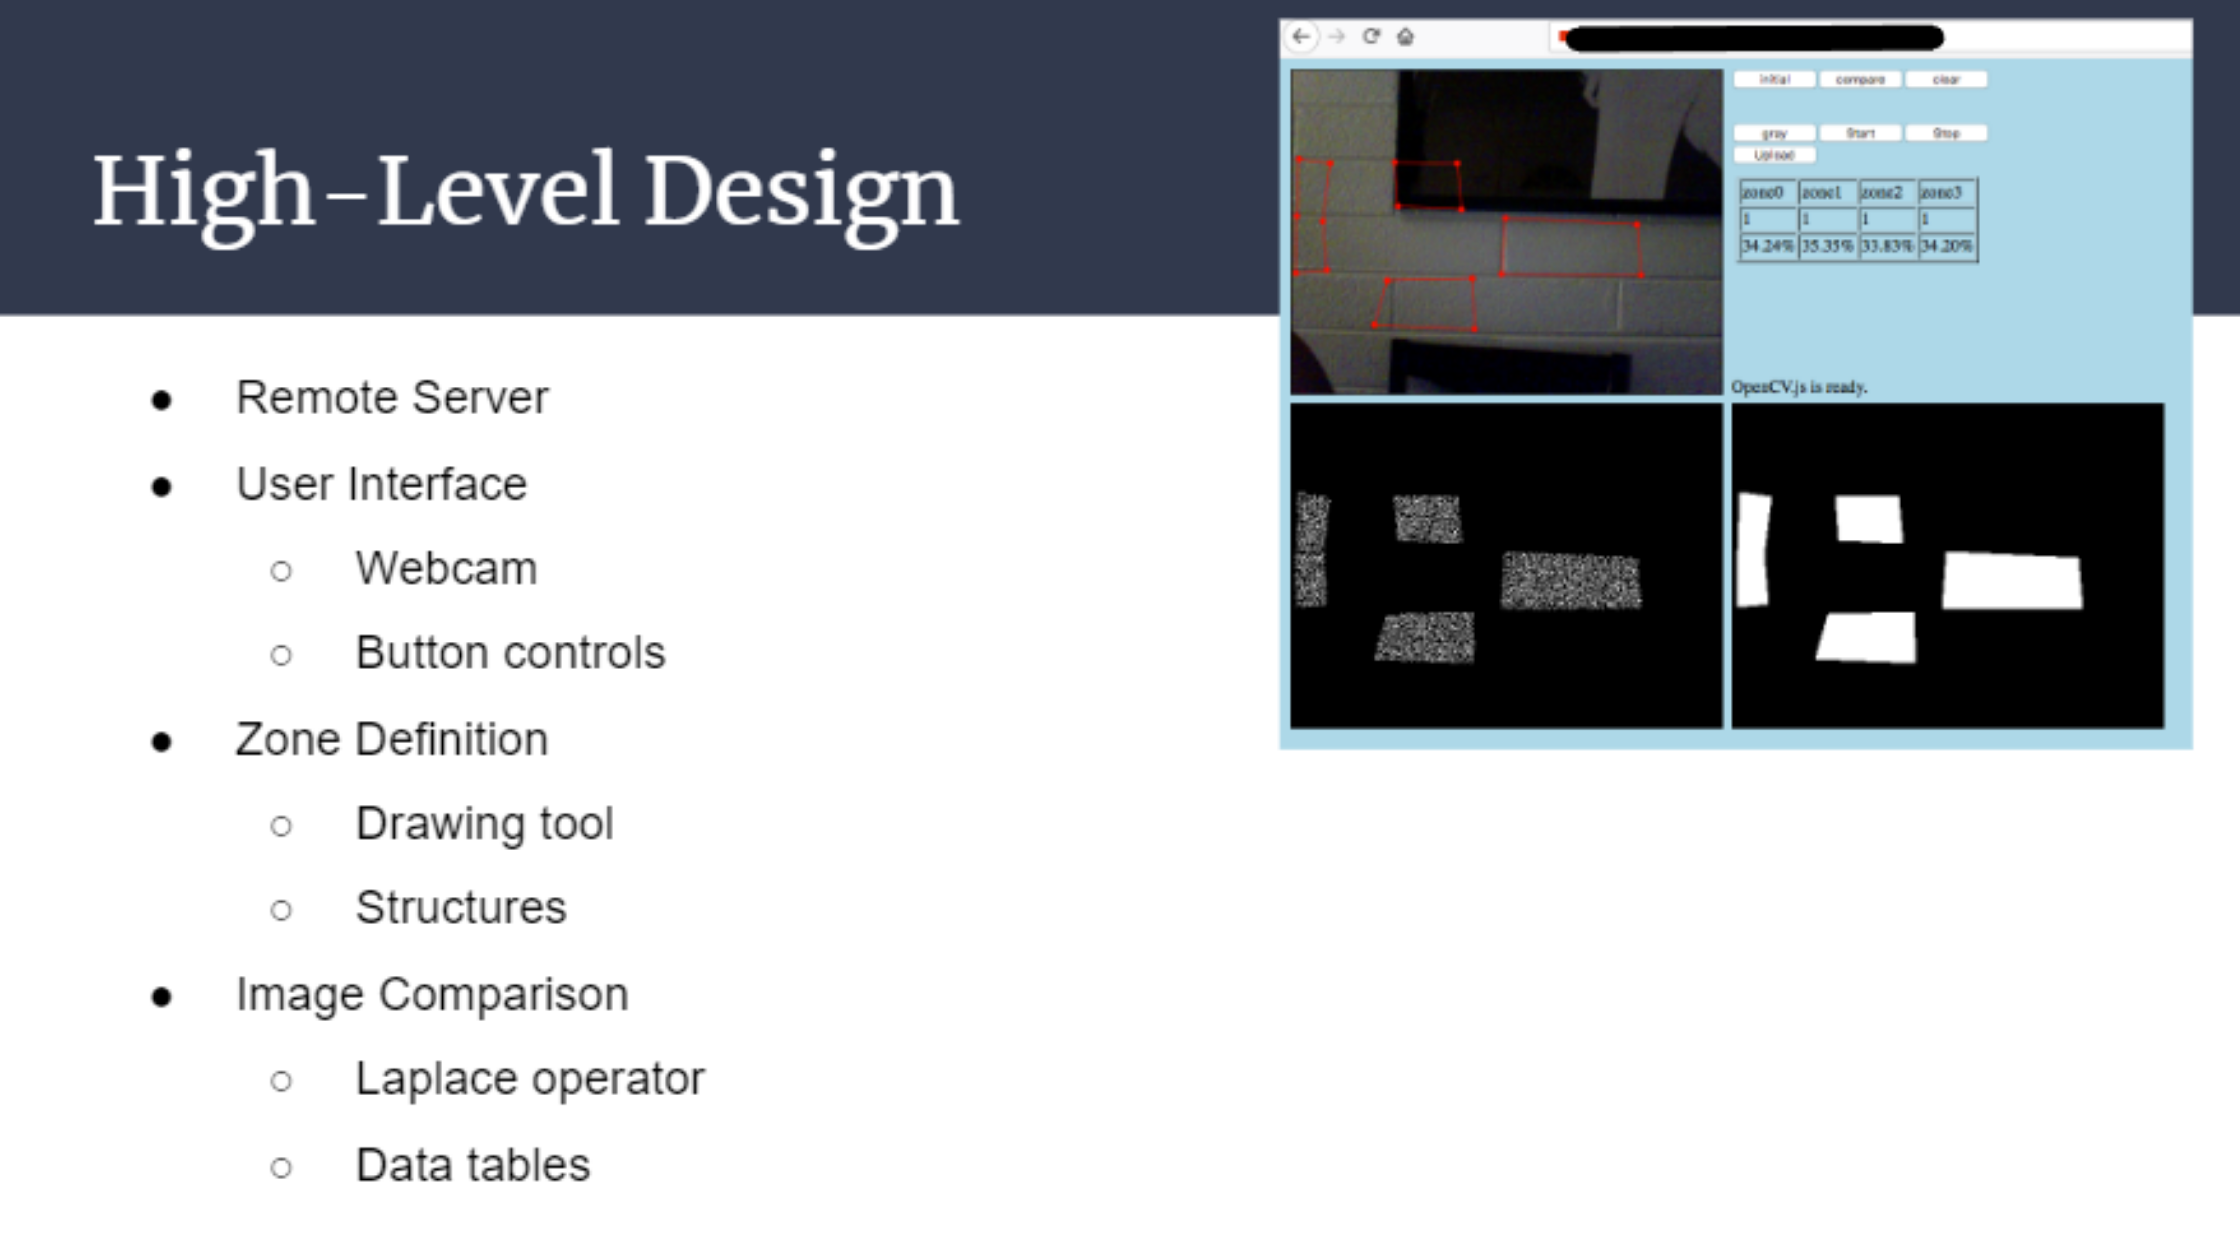 High-Level Design
● Remote Server
● User Interface
○ Webcam
○ Button controls
● Zone Definition
○ Drawing tool
○ Structures
● Image Comparison
○ Laplace operator
○ Data tables
initial compare clear
gray Start Stop
Upload
zone0 zone1 zone2 zone3
1 1 1 1
34.24% 35.35% 33.83% 34.20%
OpenCV.js is ready.